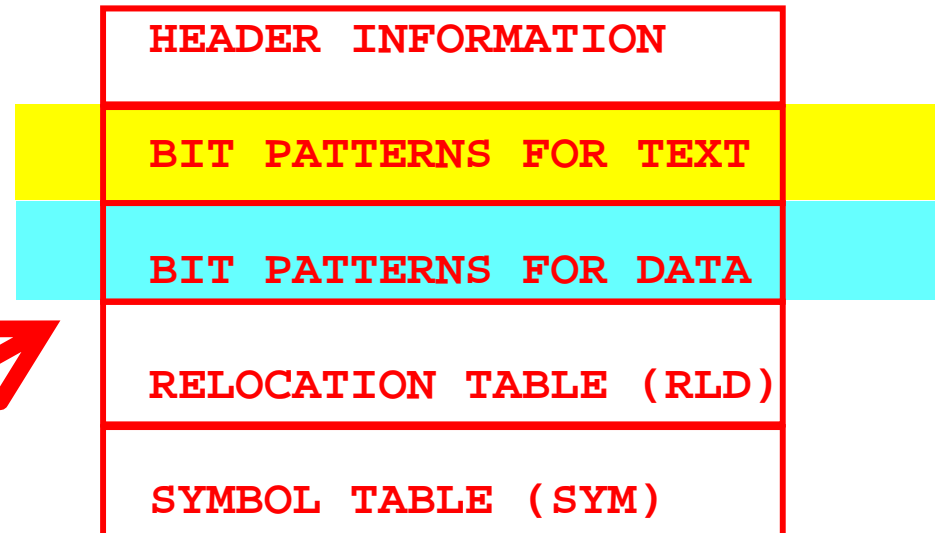 HEADER INFORMATION
BIT PATTERNS FOR TEXT
BIT PATTERNS FOR DATA
RELOCATION TABLE (RLD)
SYMBOL TABLE (SYM)